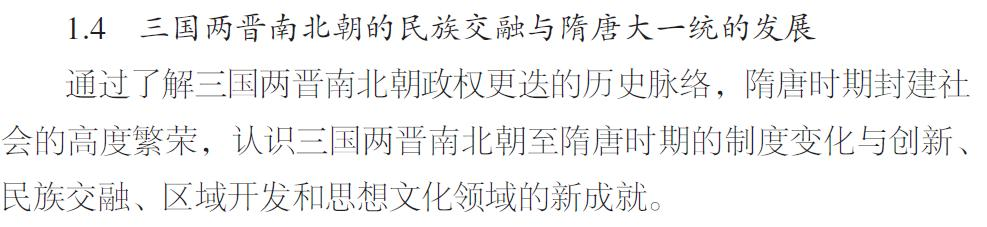 1.4 三国两晋南北朝的民族交融与隋唐大一统的发展
通过了解三国两晋南北朝政权更迭的历史脉络，隋唐时期封建社
会的高度繁荣，认识三国两晋南北朝至隋唐时期的制度变化与创新、
民族交融、区域开发和思想文化领域的新成就。